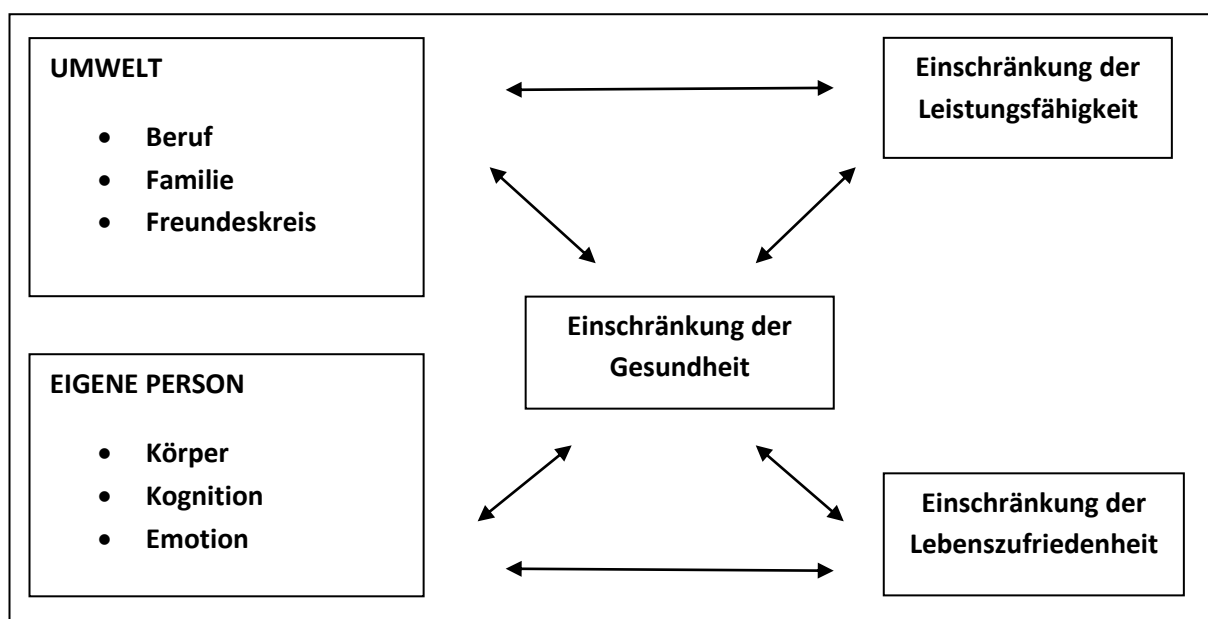 UMWELT
• Beruf
• Familie
• Freundeskreis
Einschränkung der
Leistungsfähigkeit
Einschränkung der
Gesundheit
EIGENE PERSON
• Körper
• Kognition
• Emotion
Einschränkung der
Lebenszufriedenheit